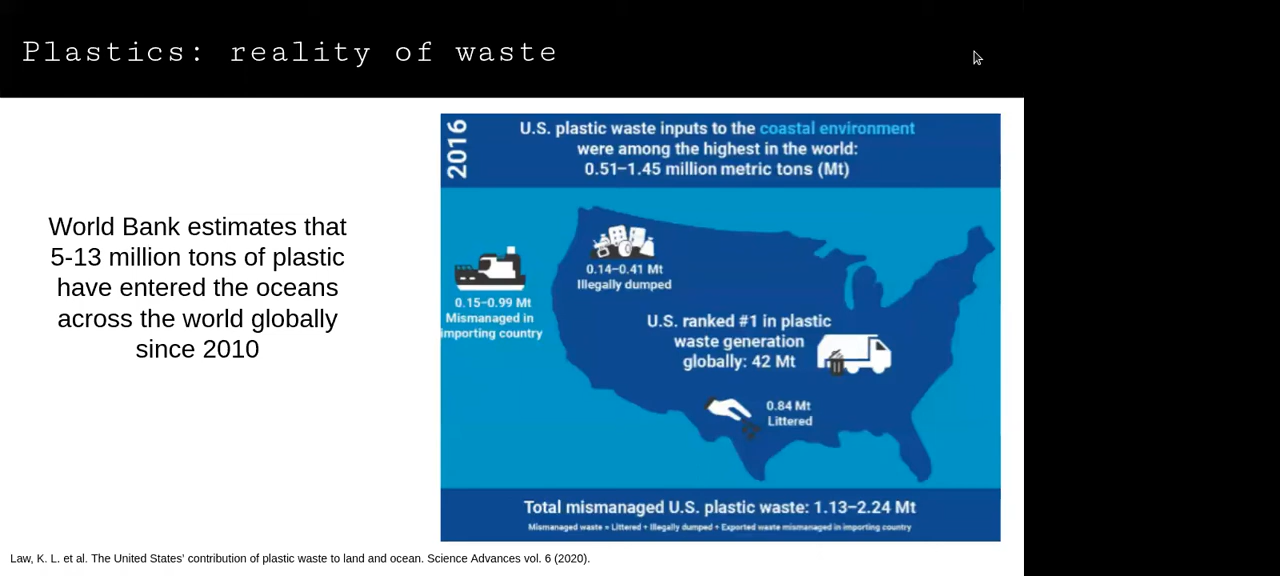 Plastics: reality of waste
World Bank estimates that
5-13 million tons of plastic
have entered the oceans
across the world globally
since 2010
2016
U.S. plastic waste inputs to the coastal environment
were among the highest in the world:
0.51–1.45 million metric tons (Mt)
0.14–0.41 Mt
Illegally dumped
0.15–0.99 Mt
Mismanaged in
importing country
U.S. ranked #1 in plastic
waste generation
globally: 42 Mt
0.84 Mt
Littered
Total mismanaged U.S. plastic waste: 1.13–2.24 Mt
Mismanaged waste = Littered + Illegally dumped + Exported waste mismanaged in importing country
Law, K. L. et al. The United States' contribution of plastic waste to land and ocean. Science Advances vol. 6 (2020).